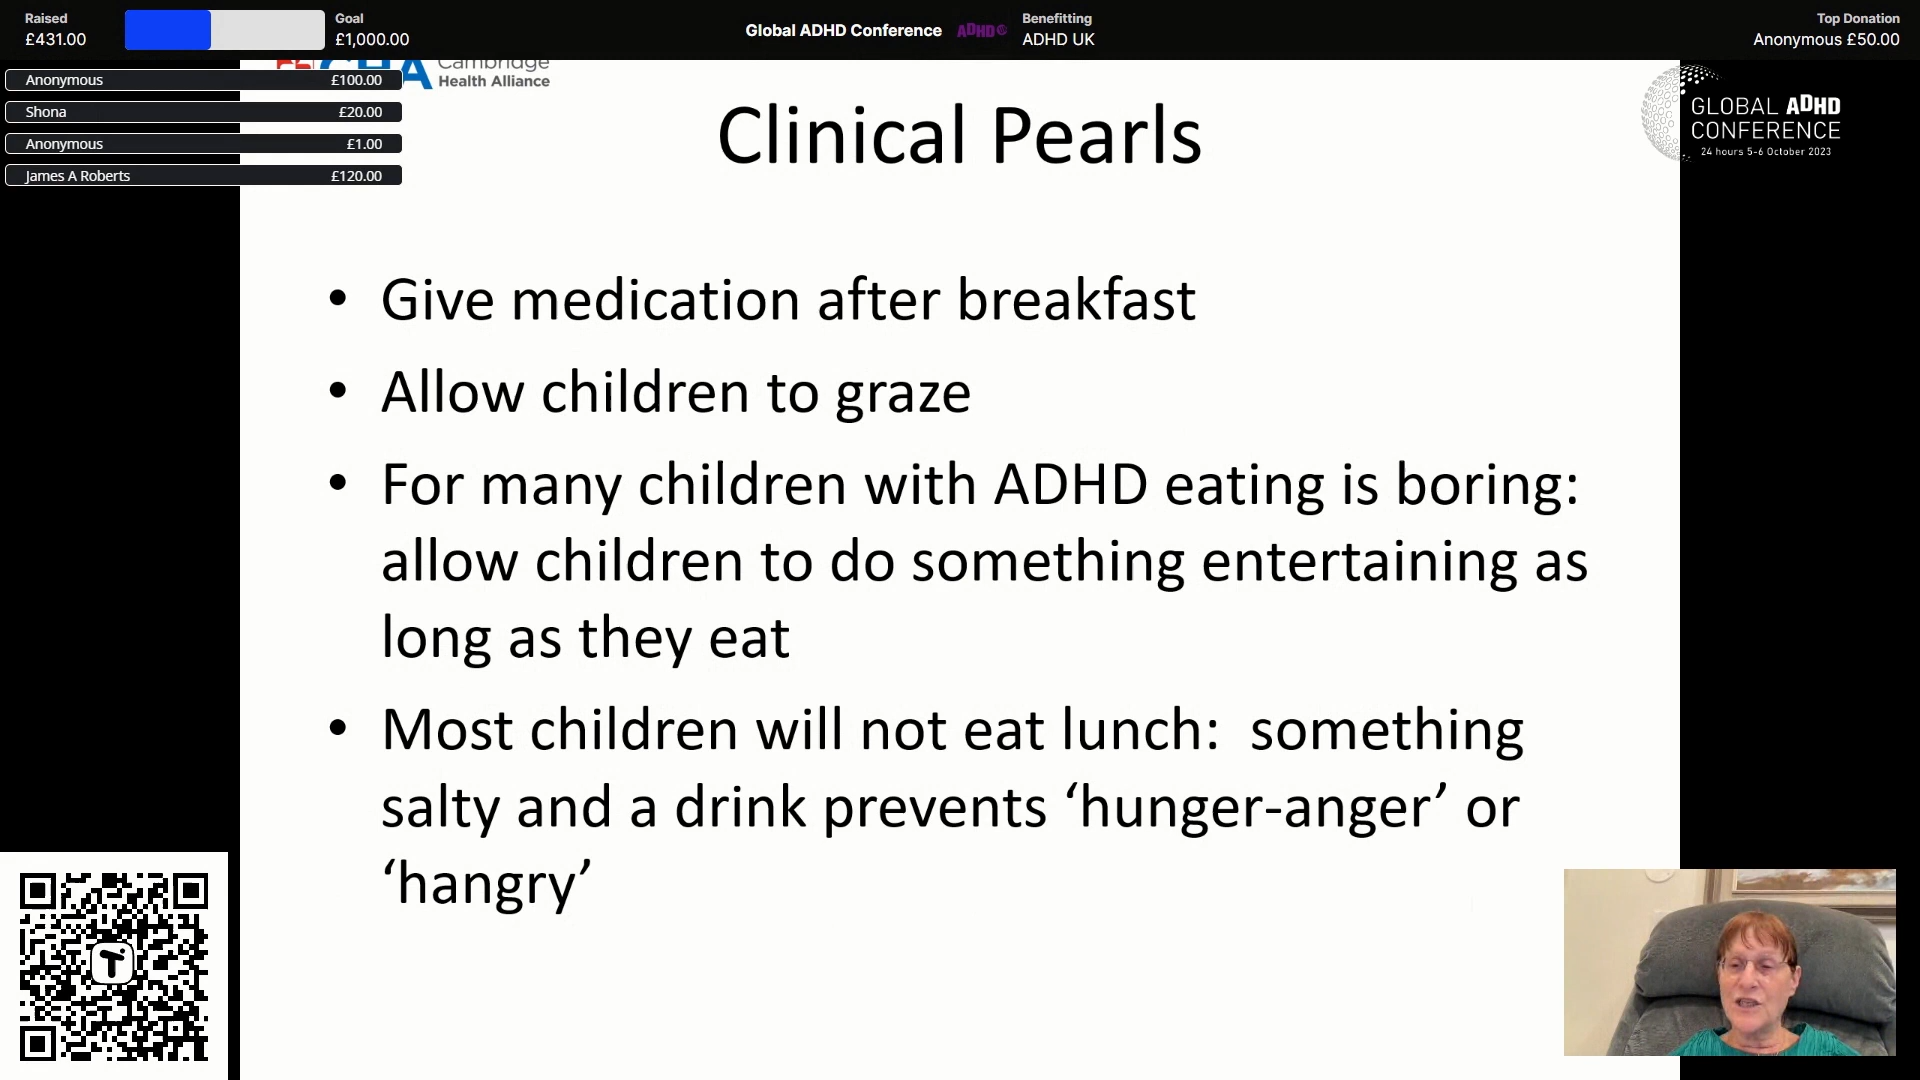 Raised
£431.00
Goal
£1,000.00
Global ADHD Conference
ADHD
Benefitting
ADHD UK
Top Donation
Anonymous £50.00
Anonymous £100.00
Shona £20.00
Anonymous £1.00
James A Roberts £120.00
CHA
Cambridge
Health Alliance
GLOBAL ADHD
CONFERENCE
24 hours 5-6 October 2023
Clinical Pearls
• Give medication after breakfast
• Allow children to graze
• For many children with ADHD eating is boring:
allow children to do something entertaining as
long as they eat
• Most children will not eat lunch:  something
salty and a drink prevents ‘hunger-anger’ or
‘hangry’
T